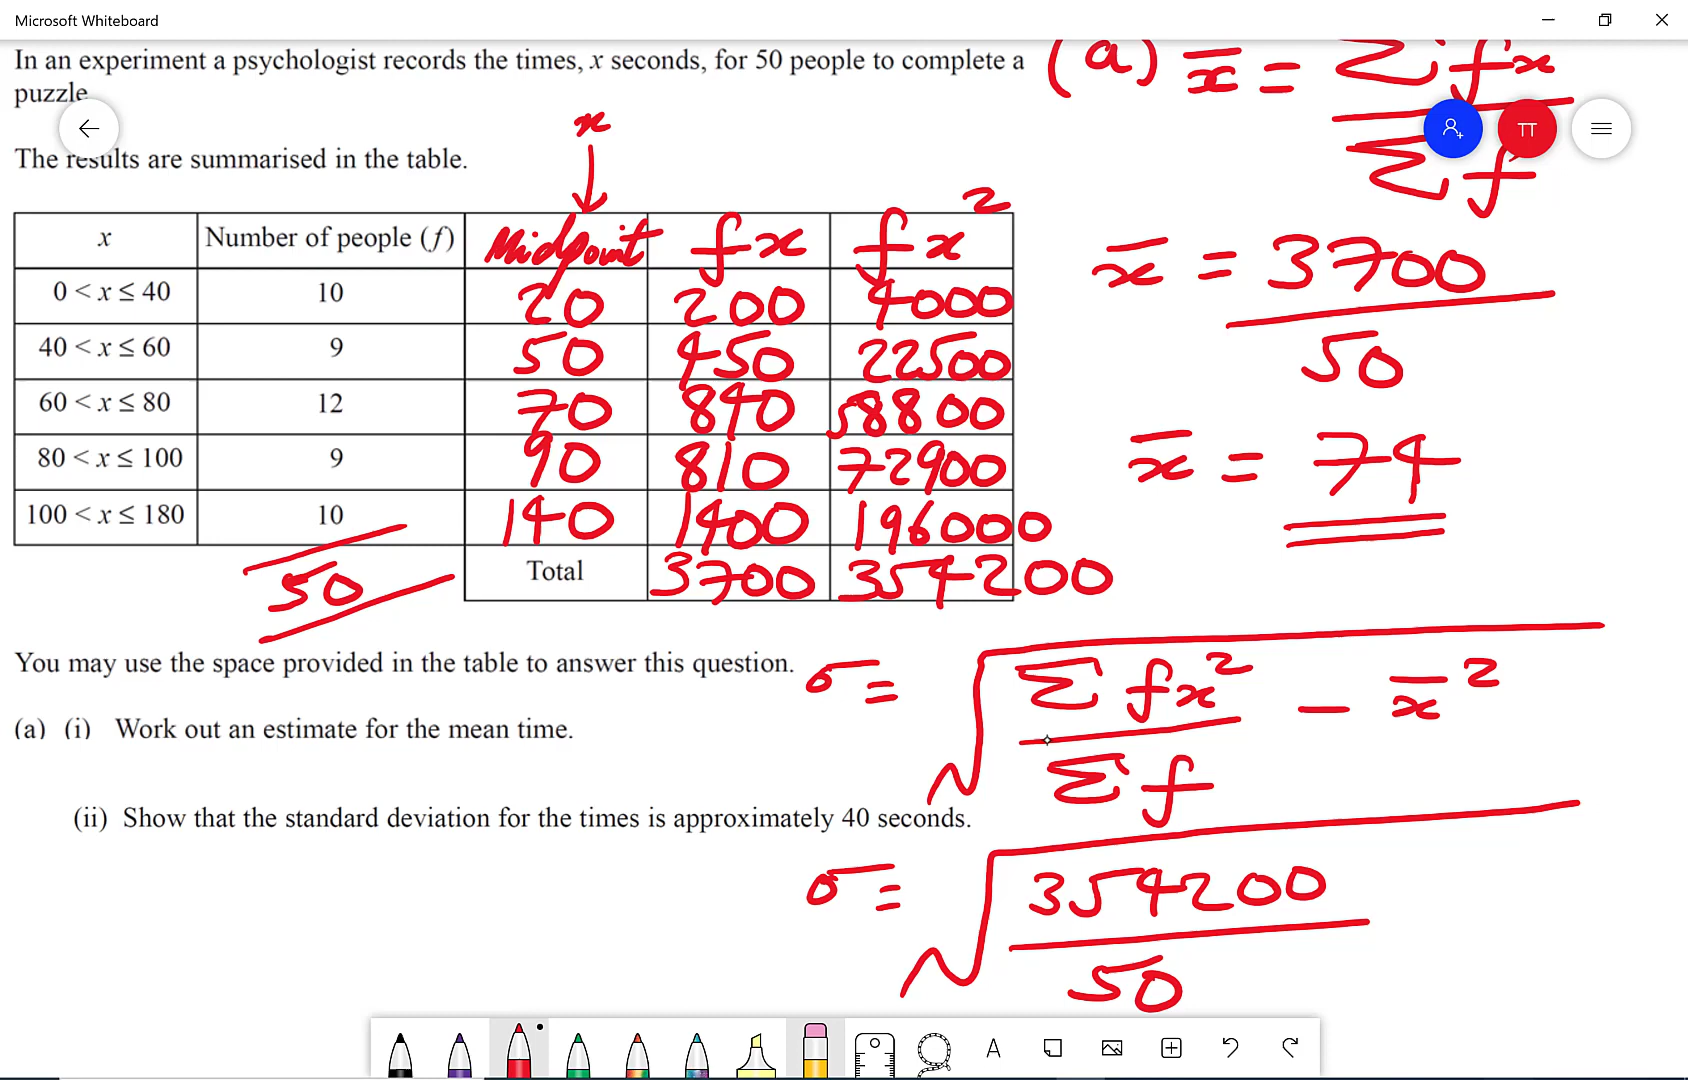 Microsoft Whiteboard
In an experiment a psychologist records the times, x seconds, for 50 people to complete a
puzzle
The results are summarised in the table.
x
x Number of people (f) Midpoint fx fx²
0 < x ≤ 40 10 20 200 4000
40 < x ≤ 60 9 50 450 22500
60 < x ≤ 80 12 70 840 58800
80 < x ≤ 100 9 90 810 72900
100 < x ≤ 180 10 140 1400 196000
50 Total 3700 354200
(a) x̄ = Σfx
Σf
TT
x̄ = 3700
50
x̄ = 74
You may use the space provided in the table to answer this question.
(a) (i) Work out an estimate for the mean time.
(ii) Show that the standard deviation for the times is approximately 40 seconds.
σ = √ Σfx² − x̄²
Σf
σ = √ 354200
50
A